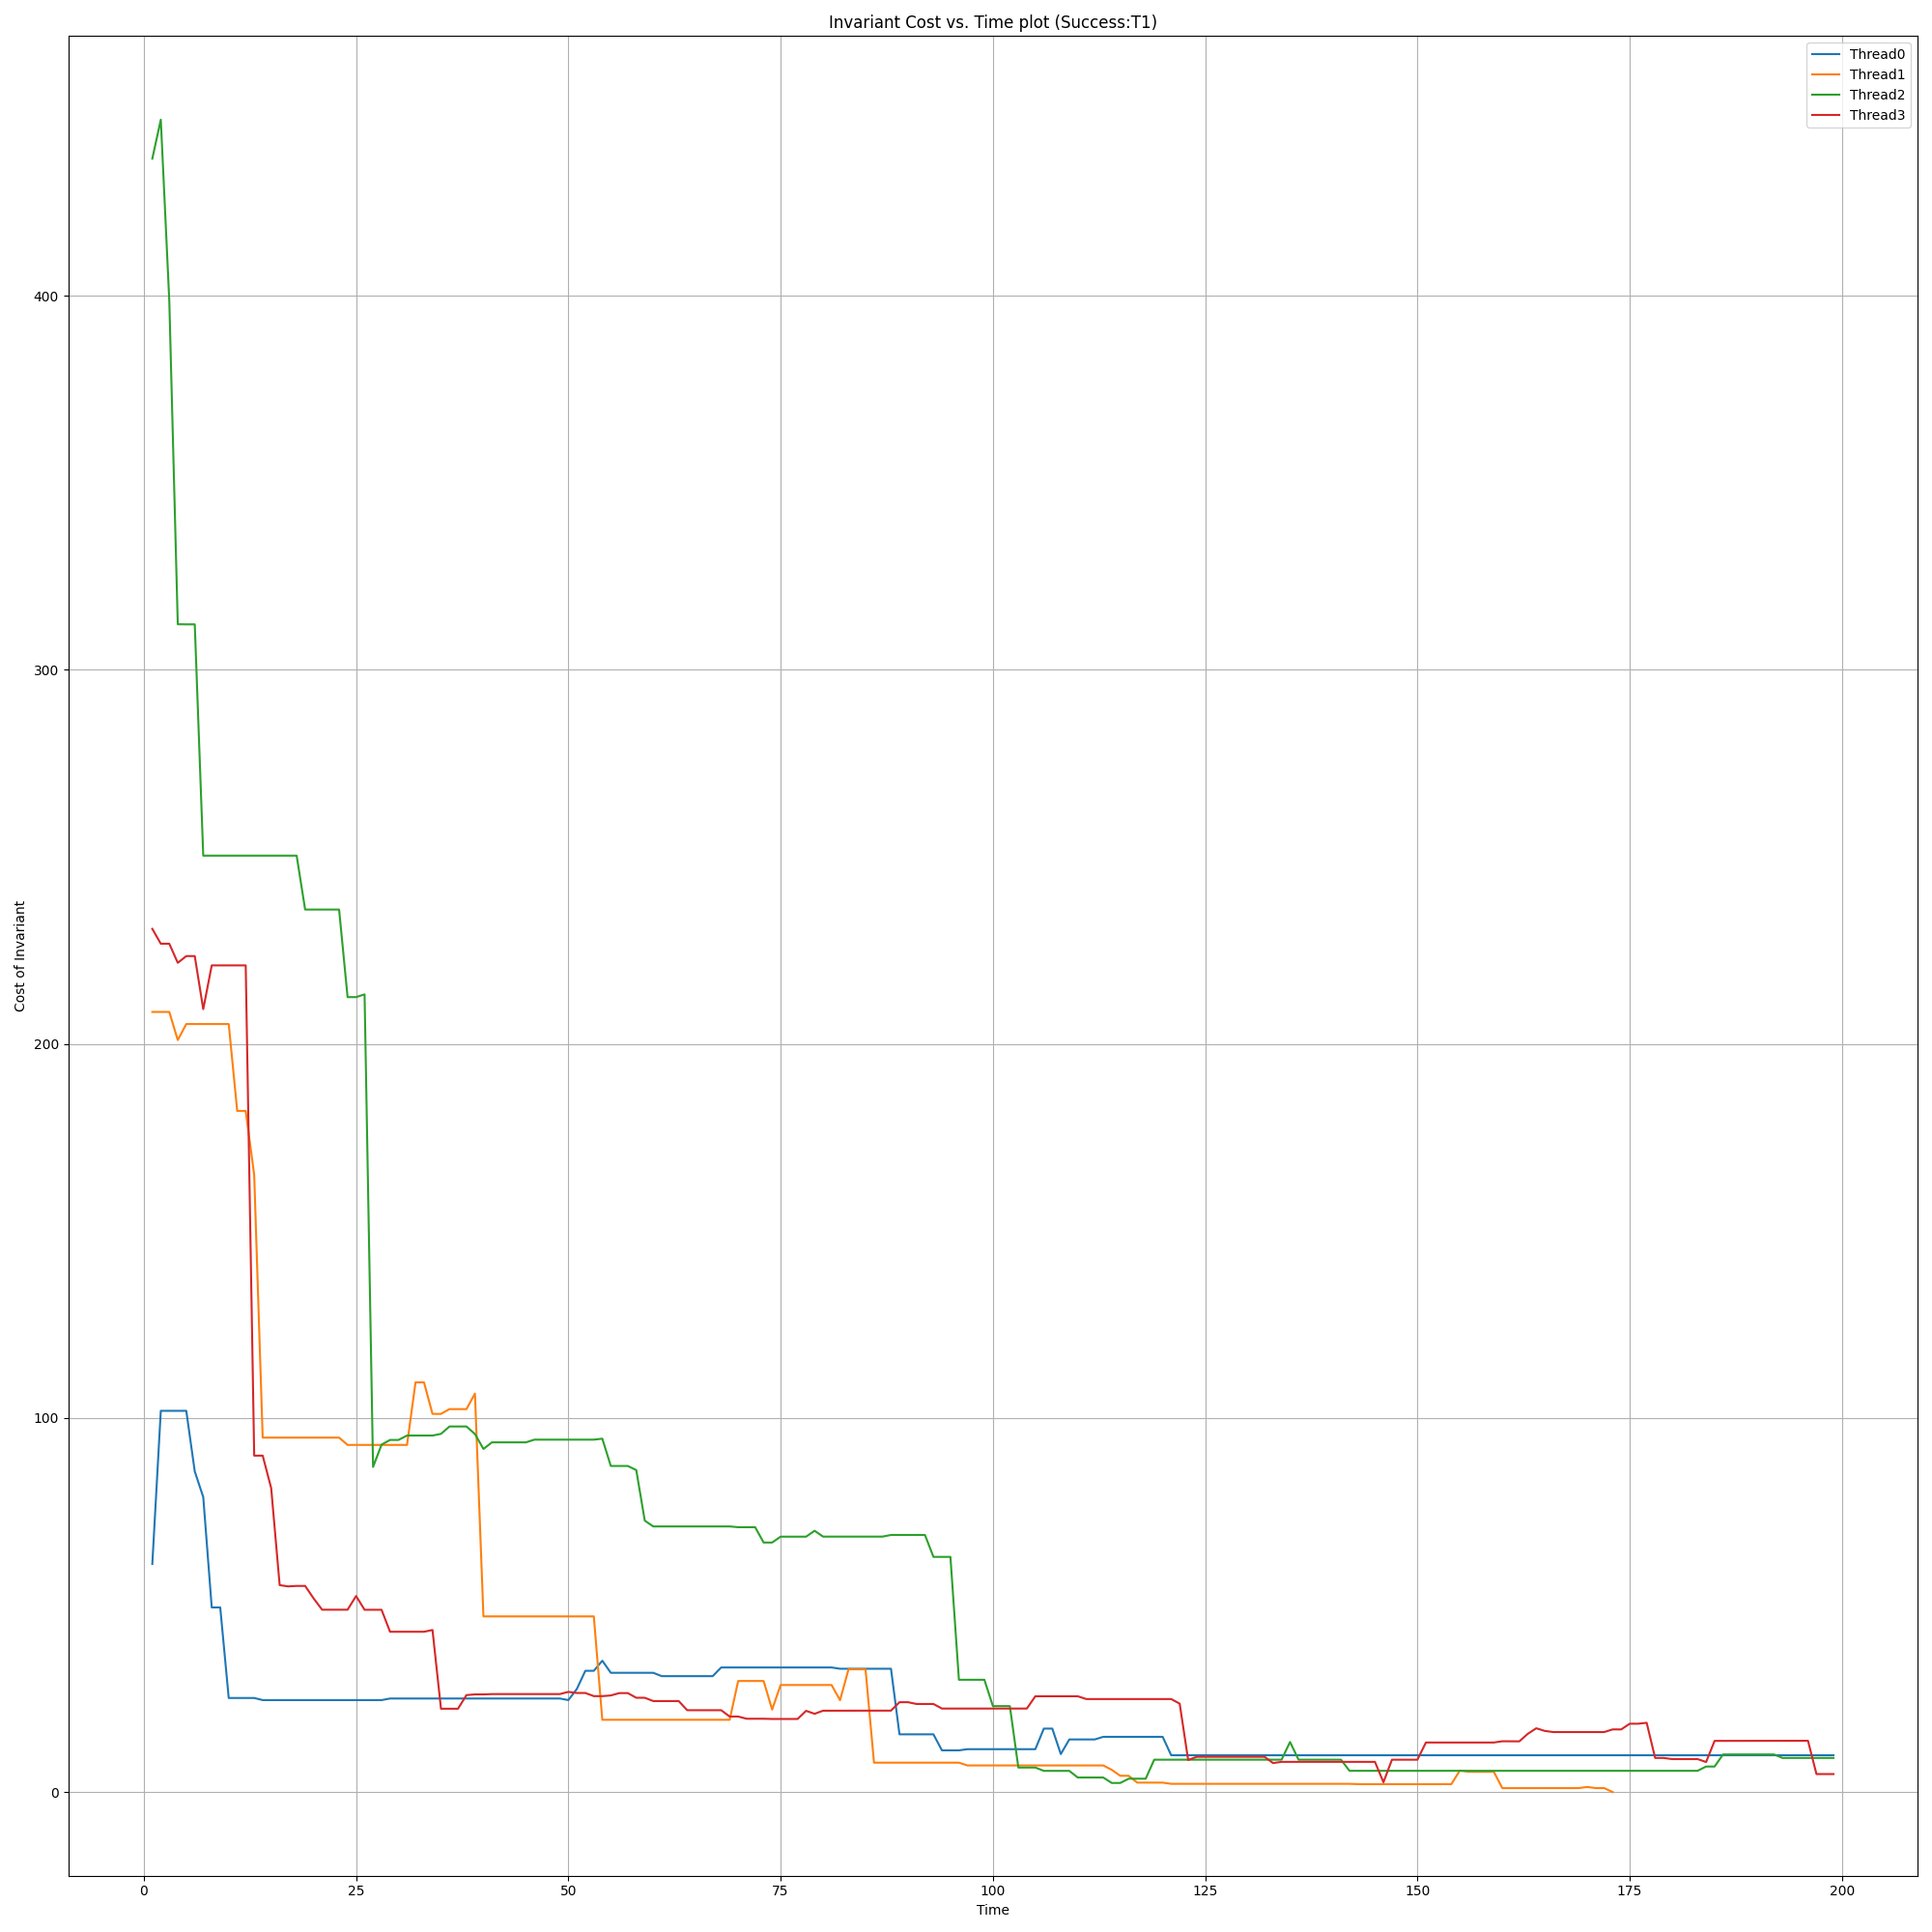 Invariant Cost vs. Time plot (Success:T1)
Thread0
Thread1
Thread2
Thread3
Cost of Invariant
400
300
200
100
0
0 25 50 75 100 125 150 175 200
Time